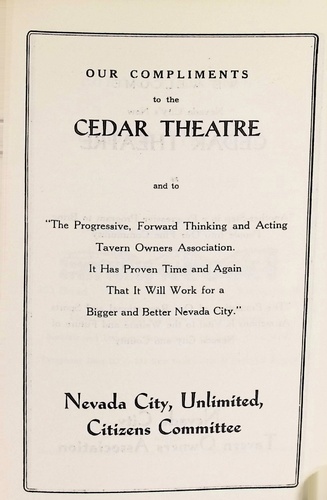 OUR COMPLIMENTS
to the
CEDAR THEATRE
and to
"The Progressive, Forward Thinking and Acting
Tavern Owners Association.
It Has Proven Time and Again
That It Will Work for a
Bigger and Better Nevada City."
Nevada City, Unlimited,
Citizens Committee